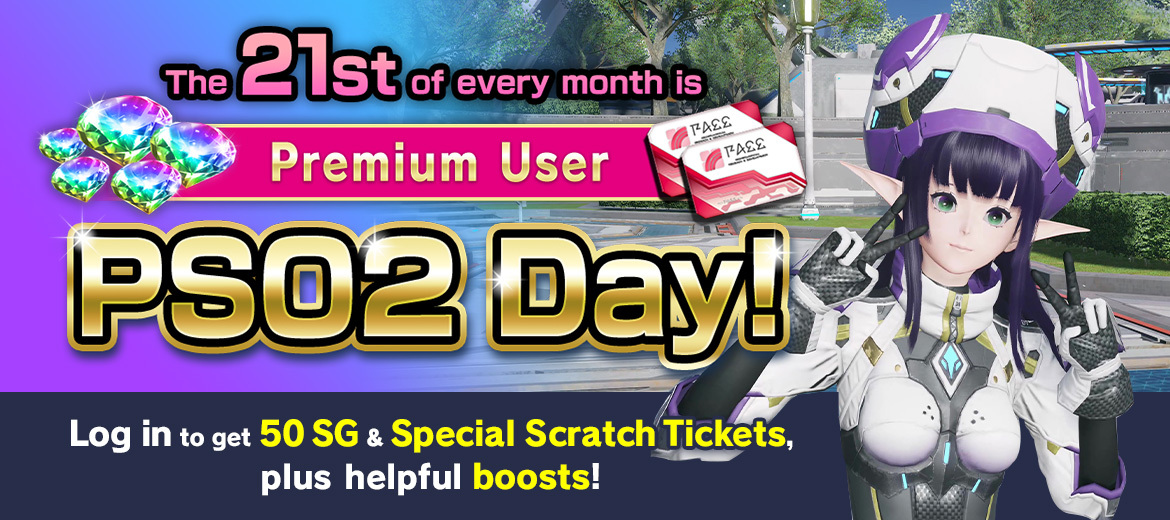 The 21st of every month is
Premium User
PSO2 Day!
Log in to get 50 SG & Special Scratch Tickets,
plus helpful boosts!